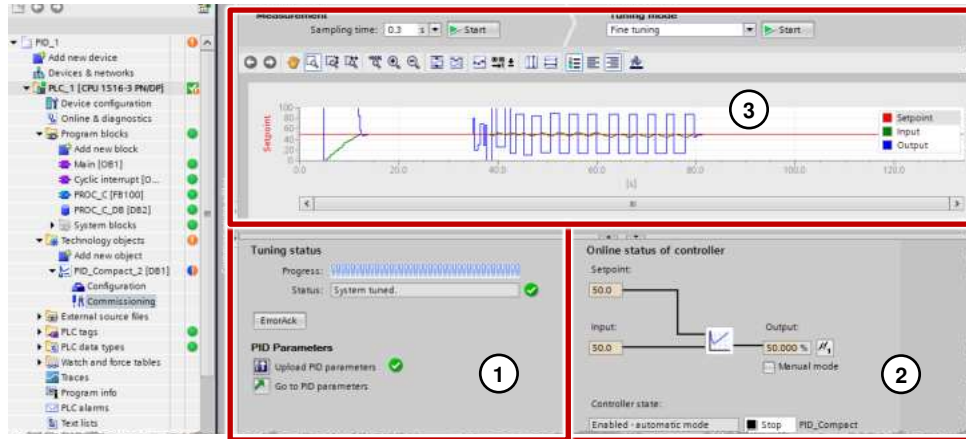 PID_1
Add new device
Devices & networks
PLC_1 [CPU 1516-3 PN/DP]
Device configuration
Online & diagnostics
Program blocks
Add new block
Main [OB1]
Cyclic interrupt [O...
PROC_C [FB100]
PROC_C_DB [DB2]
System blocks
Technology objects
Add new object
PID_Compact_2 [DB1]
Configuration
Commissioning
External source files
PLC tags
PLC data types
Watch and force tables
Traces
Program info
PLC alarms
Text lists
Measurement
Sampling time: 0.3 s Start
Tuning mode
Fine tuning Start
Setpoint
100
80
60
40
20
0
0.0 20.0 40.0 60.0 80.0 100.0 120.0
[s]
Setpoint
Input
Output
3
Tuning status
Progress:
Status: System tuned.
ErrorAck
PID Parameters
Upload PID parameters
Go to PID parameters
1
Online status of controller
Setpoint:
50.0
Input:
50.0
Output:
50.000 %
Manual mode
2
Controller state:
Enabled - automatic mode Stop PID_Compact